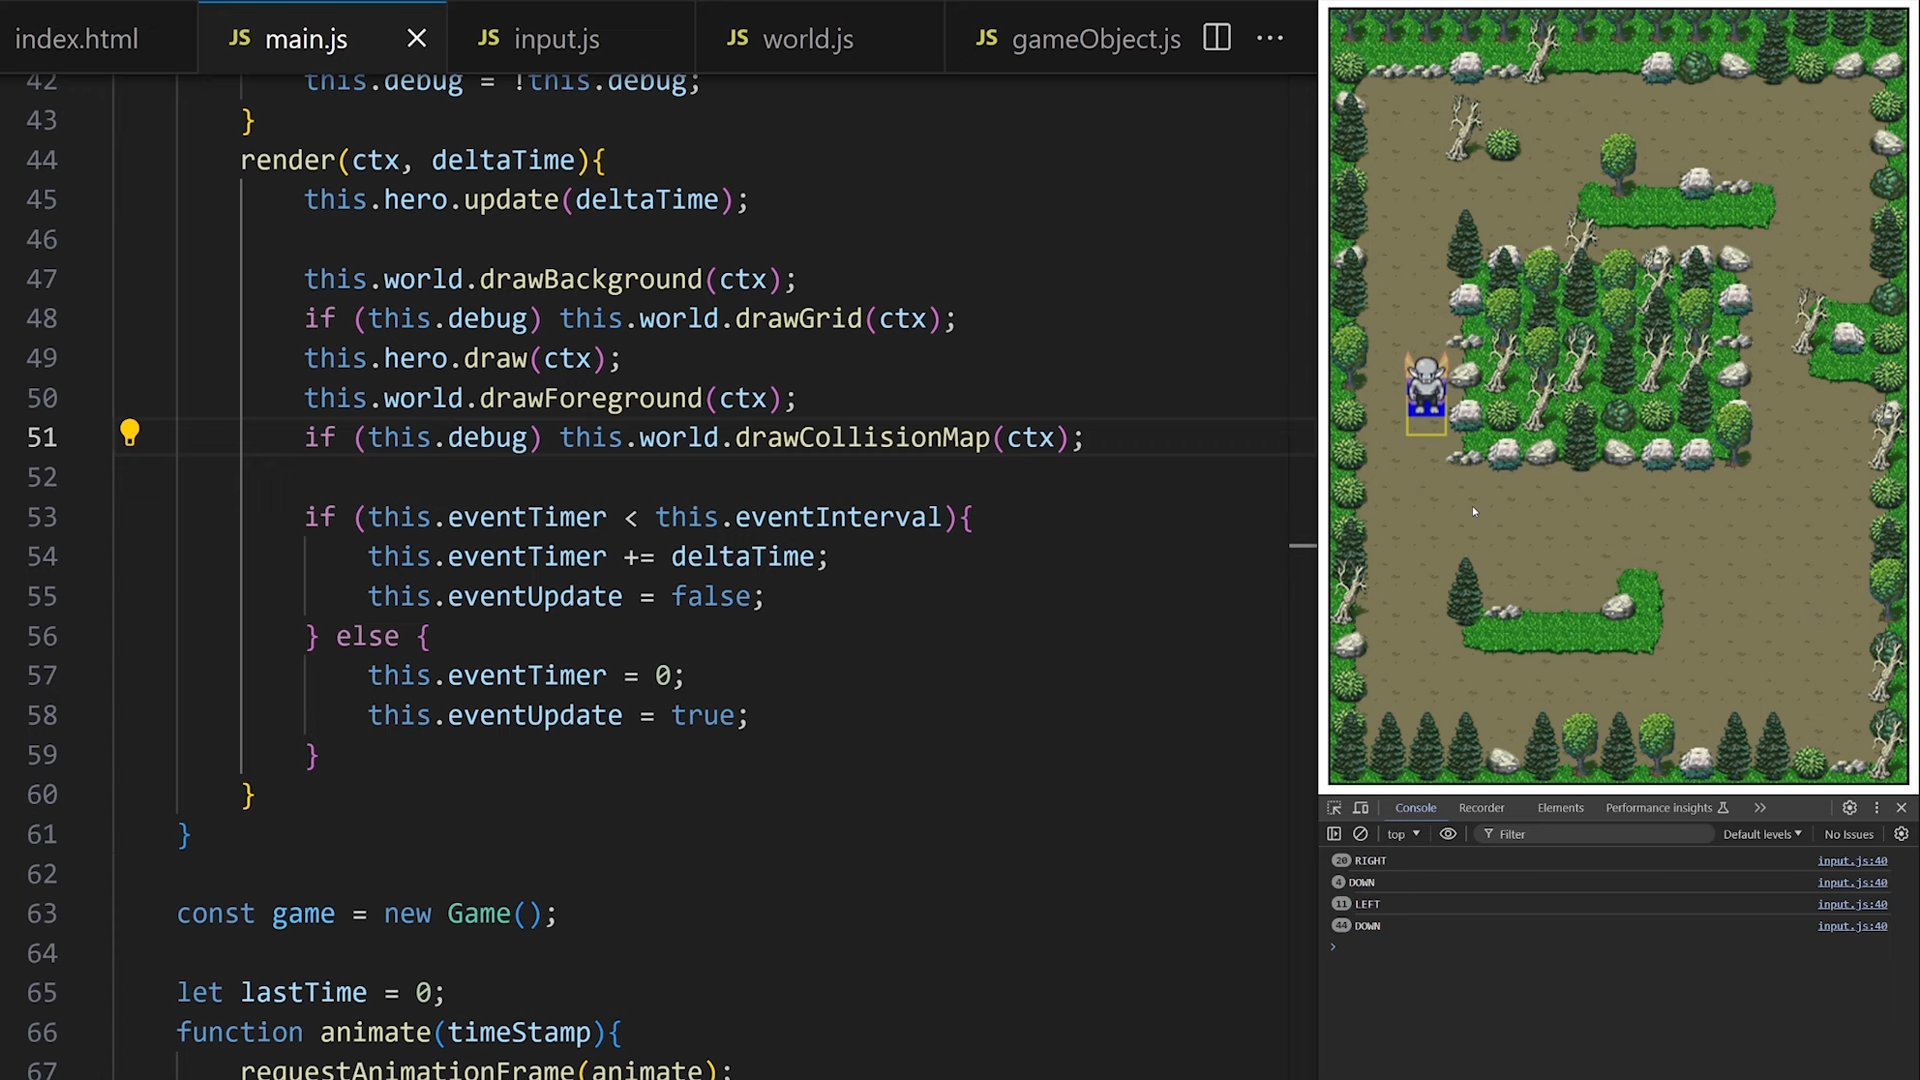 index.html
JS main.js
JS input.js
JS world.js
JS gameObject.js
42 this.debug = !this.debug;
43 }
44 render(ctx, deltaTime){
45 this.hero.update(deltaTime);
46
47 this.world.drawBackground(ctx);
48 if (this.debug) this.world.drawGrid(ctx);
49 this.hero.draw(ctx);
50 this.world.drawForeground(ctx);
51 if (this.debug) this.world.drawCollisionMap(ctx);
52
53 if (this.eventTimer < this.eventInterval){
54 this.eventTimer += deltaTime;
55 this.eventUpdate = false;
56 } else {
57 this.eventTimer = 0;
58 this.eventUpdate = true;
59 }
60 }
61 }
62
63 const game = new Game();
64
65 let lastTime = 0;
66 function animate(timeStamp){
67 requestAnimationFrame(animate);
Console Recorder Elements Performance insights
top Filter Default levels No Issues
20 RIGHT input.js:40
4 DOWN input.js:40
11 LEFT input.js:40
44 DOWN input.js:40